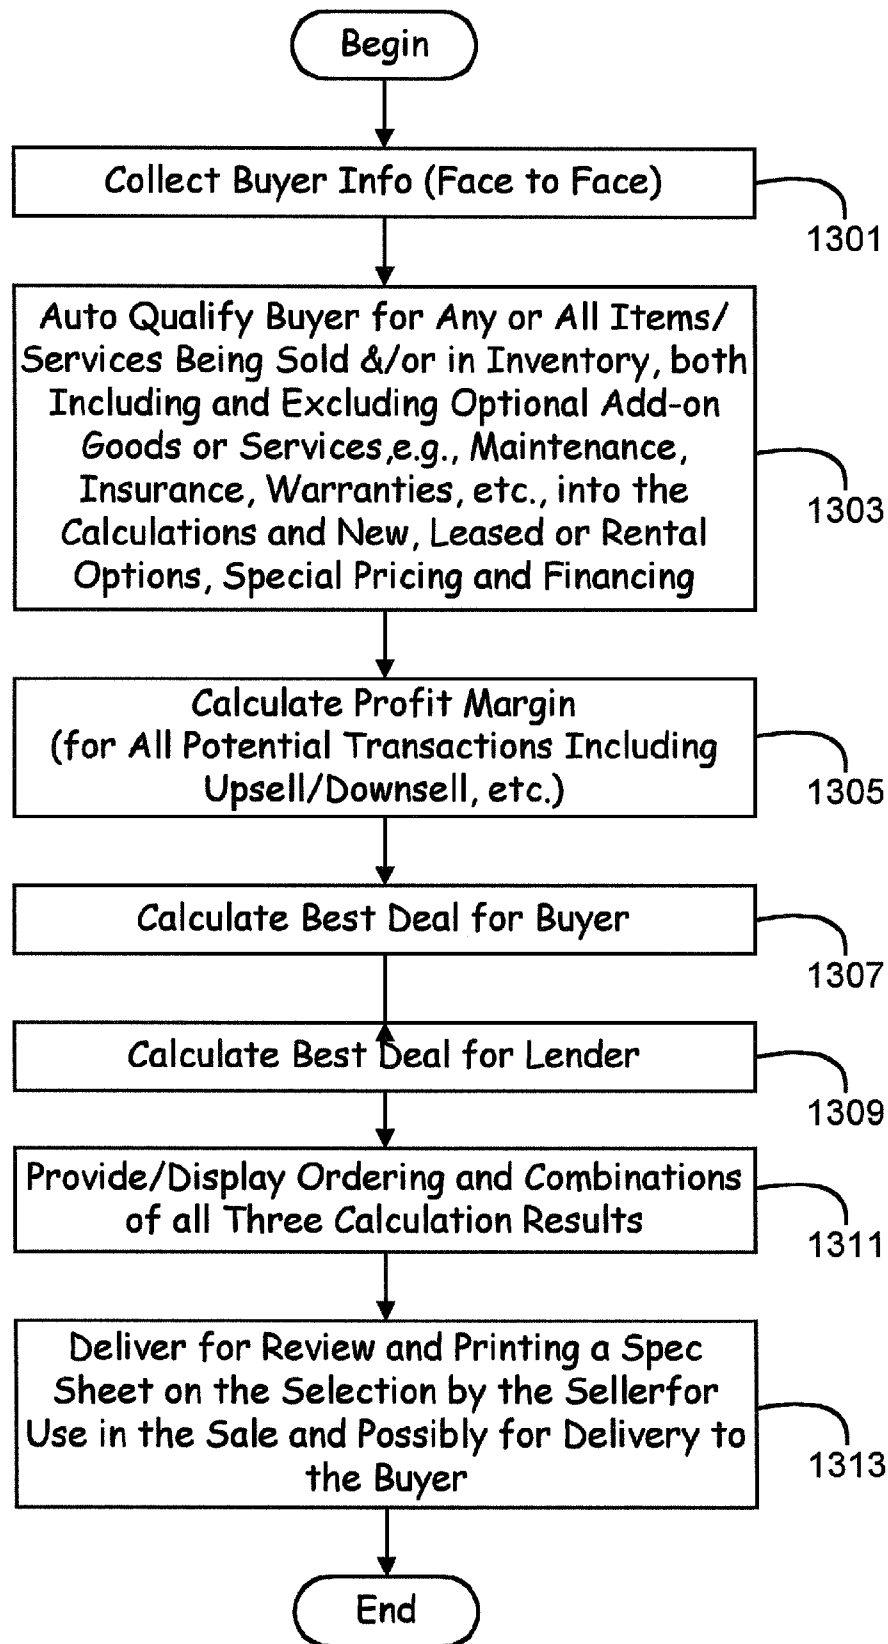 Begin
Collect Buyer Info (Face to Face)
1301
Auto Qualify Buyer for Any or All Items/
Services Being Sold &/or in Inventory, both
Including and Excluding Optional Add-on
Goods or Services,e.g., Maintenance,
Insurance, Warranties, etc., into the
Calculations and New, Leased or Rental
Options, Special Pricing and Financing
1303
Calculate Profit Margin
(for All Potential Transactions Including
Upsell/Downsell, etc.)
1305
Calculate Best Deal for Buyer
1307
Calculate Best Deal for Lender
1309
Provide/Display Ordering and Combinations
of all Three Calculation Results
1311
Deliver for Review and Printing a Spec
Sheet on the Selection by the Sellerfor
Use in the Sale and Possibly for Delivery to
the Buyer
1313
End